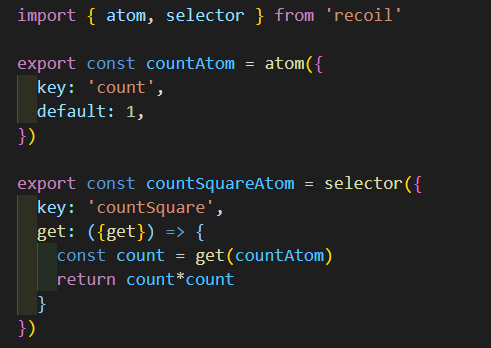 import { atom, selector } from 'recoil'

export const countAtom = atom({
  key: 'count',
  default: 1,
})

export const countSquareAtom = selector({
  key: 'countSquare',
  get: ({get}) => {
    const count = get(countAtom)
    return count*count
  }
})